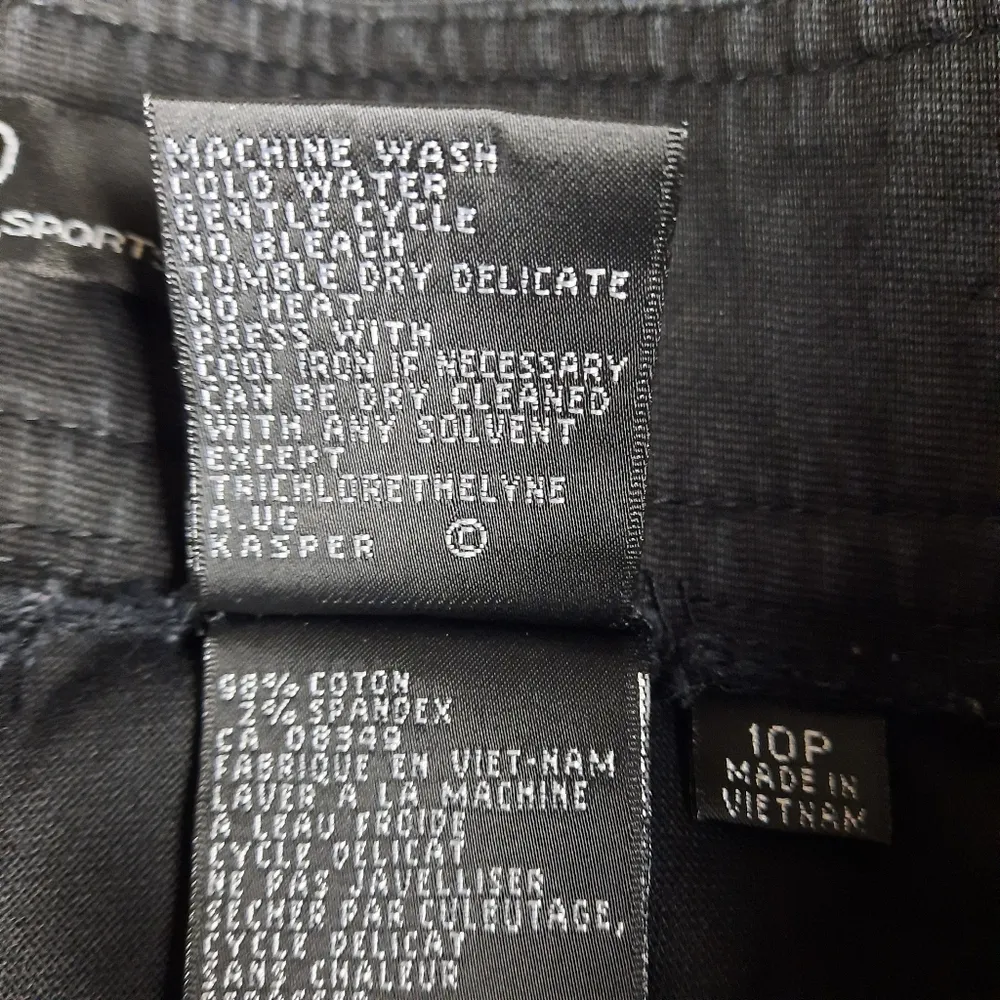 SPORT
MACHINE WASH
COLD WATER
GENTLE CYCLE
NO BLEACH
TUMBLE DRY DELICATE
NO HEAT
PRESS WITH
COOL IRON IF NECESSARY
CAN BE DRY CLEANED
WITH ANY SOLVENT
EXCEPT
TRICHLORETHELYNE
A.UG
KASPER ©
98% COTON
2% SPANDEX
CA 00349
FABRIQUE EN VIET-NAM
LAVER A LA MACHINE
A LEAU FROIDE
CYCLE DELICAT
NE PAS JAVELLISER
SECHER PAR CULBUTAGE,
CYCLE DELICAT
SANS CHALEUR
10P
MADE IN
VIETNAM